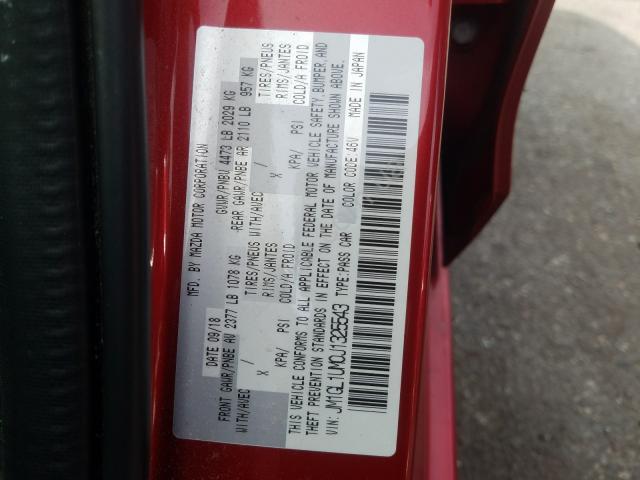 MFD. BY MAZDA MOTOR CORPORATION
DATE 09/18 GVWR/PNBV 4473 LB 2029 KG
FRONT GAWR/PNBE AV 2377 LB 1078 KG REAR GAWR/PNBE AR 2110 LB 957 KG
WITH/AVEC / TIRES/PNEUS WITH/AVEC / TIRES/PNEUS
X RIMS/JANTES X RIMS/JANTES
KPA/ PSI COLD/A FROID KPA/ PSI COLD/A FROID
THIS VEHICLE CONFORMS TO ALL APPLICABLE FEDERAL MOTOR VEHICLE SAFETY, BUMPER, AND
THEFT PREVENTION STANDARDS IN EFFECT ON THE DATE OF MANUFACTURE SHOWN ABOVE.
VIN: JM1GL1UM0J1325543 TYPE: PASS CAR COLOR CODE: 46V MADE IN JAPAN